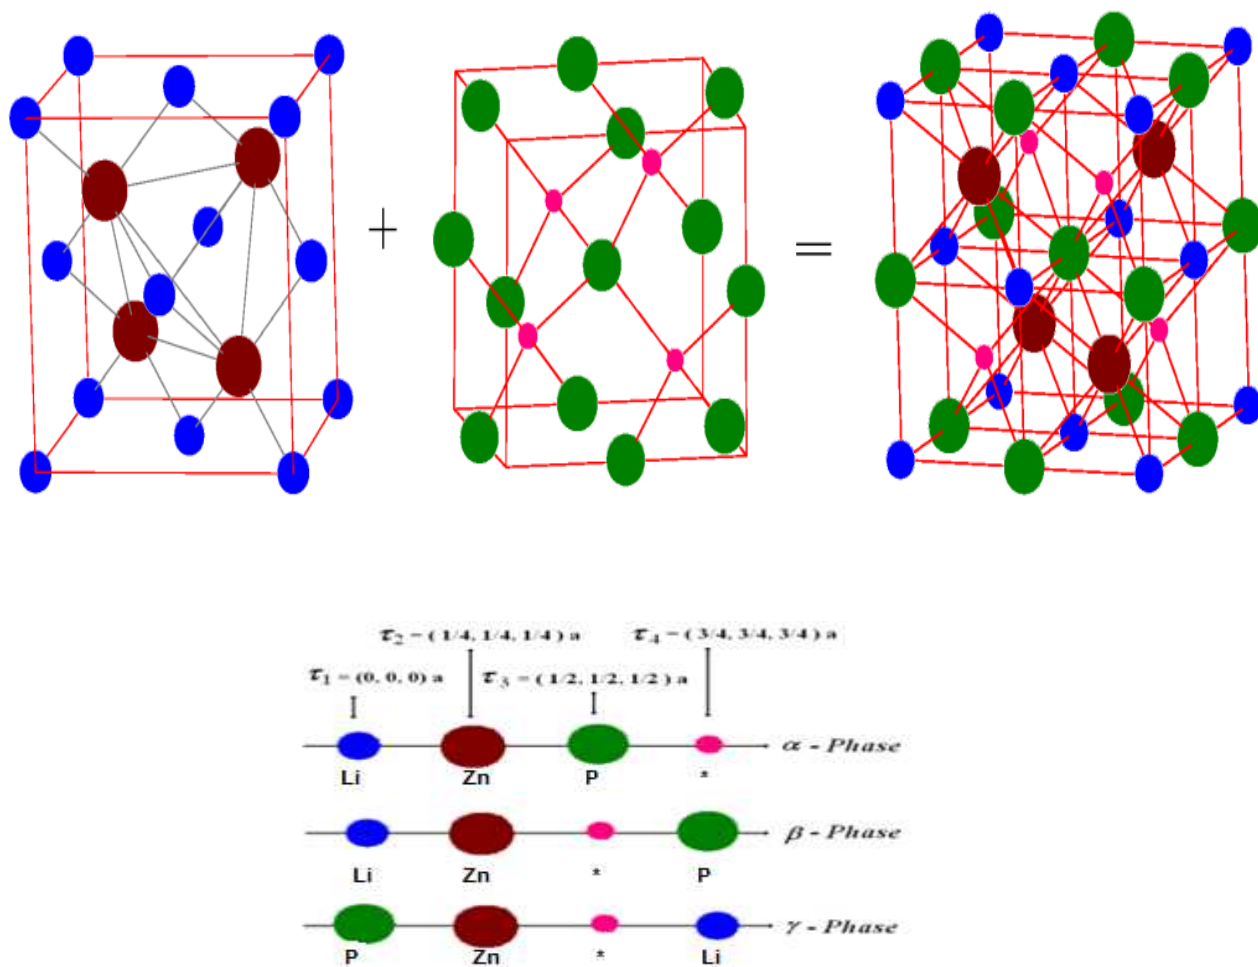 +
=
τ₂ = ( 1/4, 1/4, 1/4 ) a
τ₄ = ( 3/4, 3/4, 3/4 ) a
τ₁ = (0, 0, 0) a
τ₃ = ( 1/2, 1/2, 1/2 ) a
α - Phase
Li Zn P *
β - Phase
Li Zn * P
γ - Phase
P Zn * Li